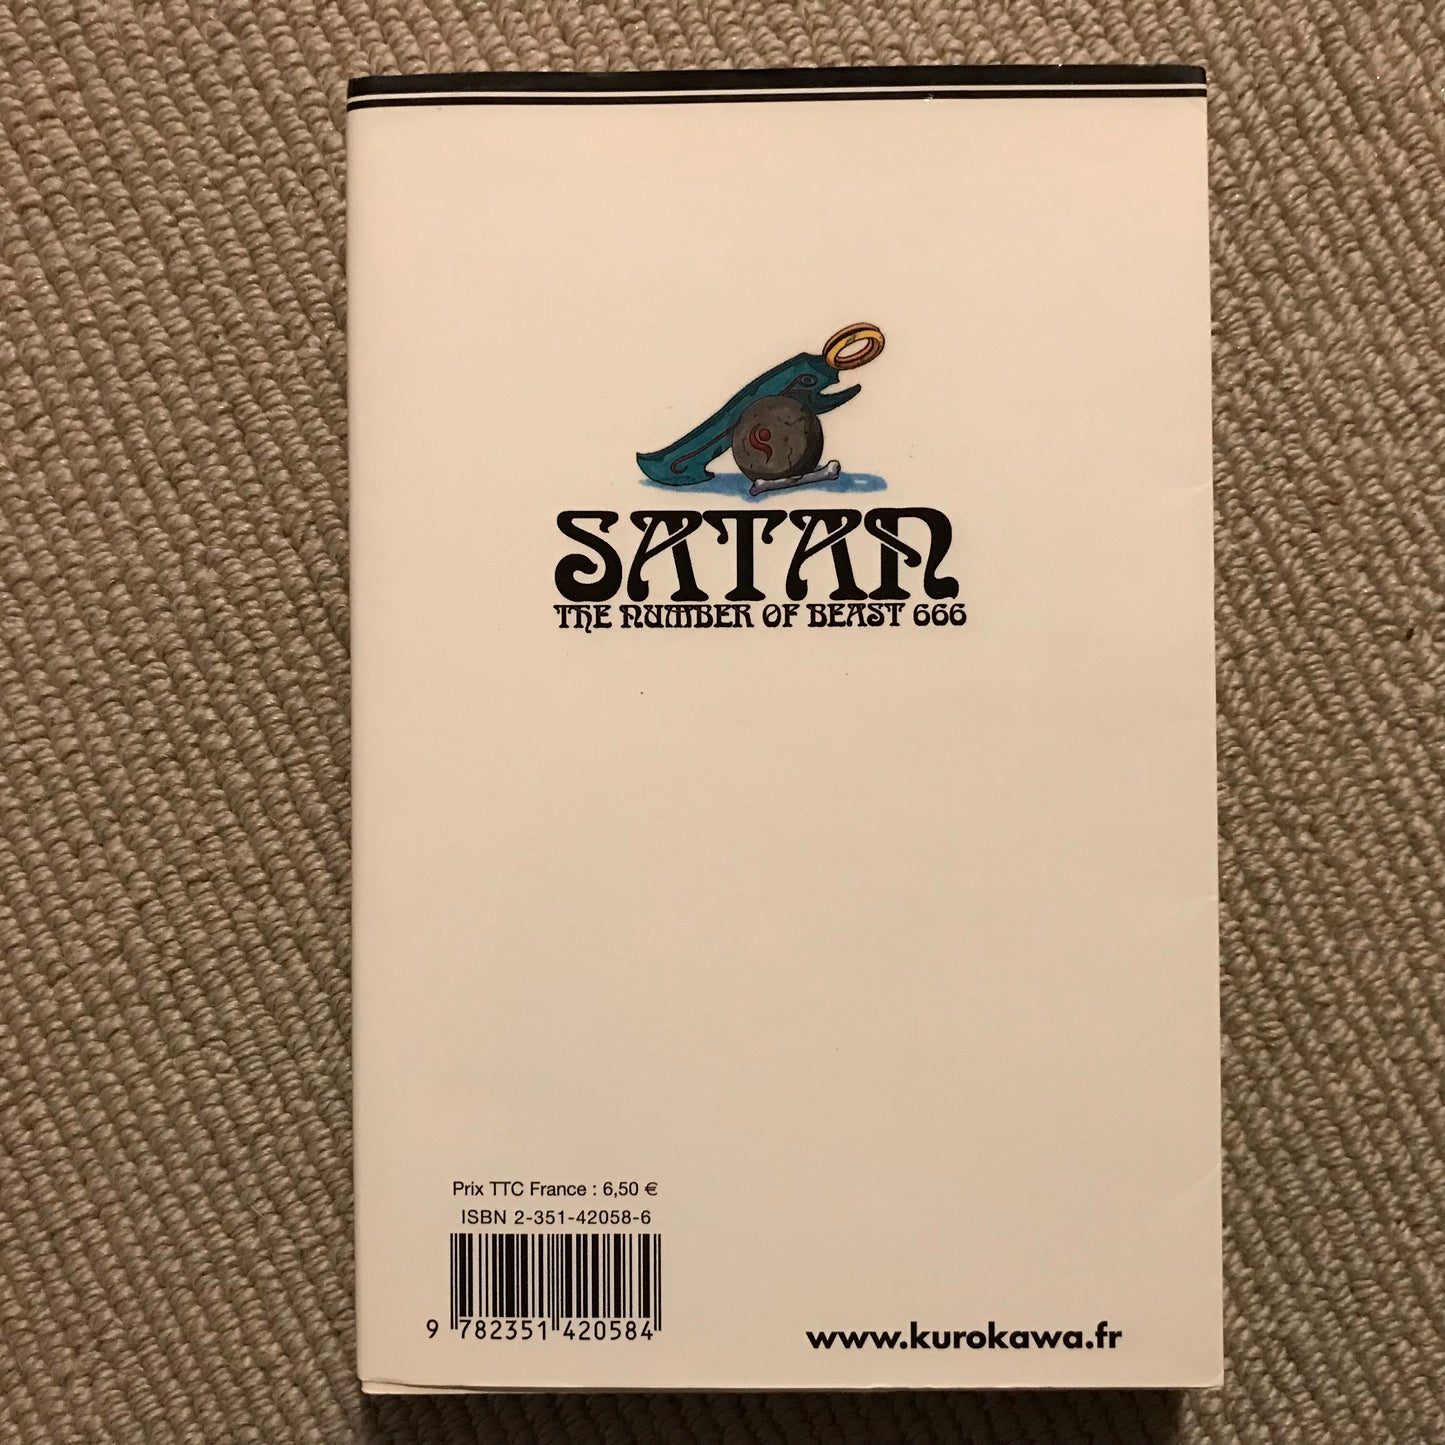 SATAN
THE NUMBER OF BEAST 666
Prix TTC France : 6,50 €
ISBN 2-351-42058-6
9 782351 420584
www.kurokawa.fr